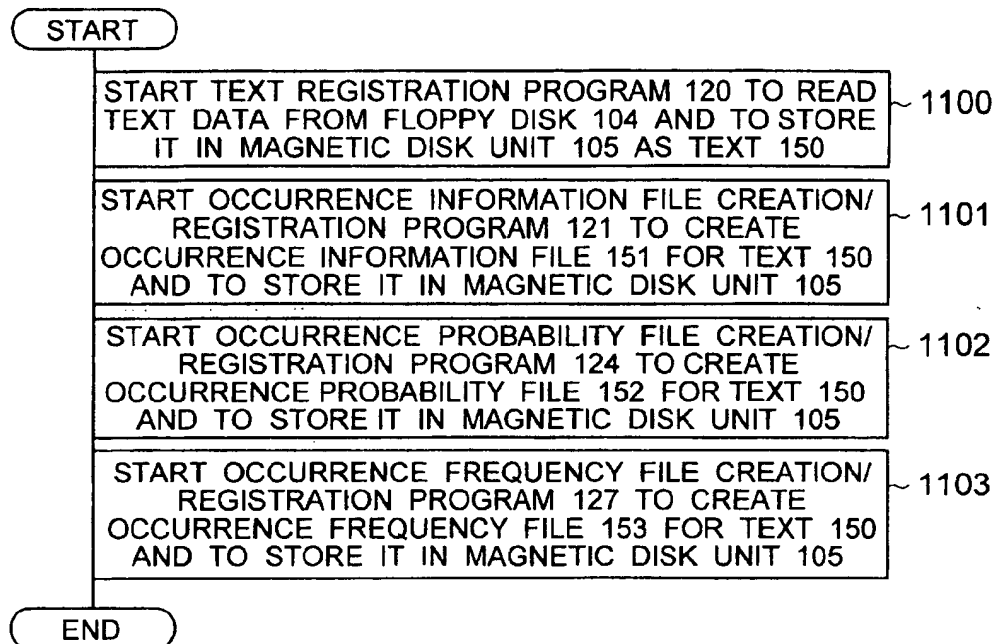 START
START TEXT REGISTRATION PROGRAM 120 TO READ
TEXT DATA FROM FLOPPY DISK 104 AND TO STORE
IT IN MAGNETIC DISK UNIT 105 AS TEXT 150
1100
START OCCURRENCE INFORMATION FILE CREATION/
REGISTRATION PROGRAM 121 TO CREATE
OCCURRENCE INFORMATION FILE 151 FOR TEXT 150
AND TO STORE IT IN MAGNETIC DISK UNIT 105
1101
START OCCURRENCE PROBABILITY FILE CREATION/
REGISTRATION PROGRAM 124 TO CREATE
OCCURRENCE PROBABILITY FILE 152 FOR TEXT 150
AND TO STORE IT IN MAGNETIC DISK UNIT 105
1102
START OCCURRENCE FREQUENCY FILE CREATION/
REGISTRATION PROGRAM 127 TO CREATE
OCCURRENCE FREQUENCY FILE 153 FOR TEXT 150
AND TO STORE IT IN MAGNETIC DISK UNIT 105
1103
END